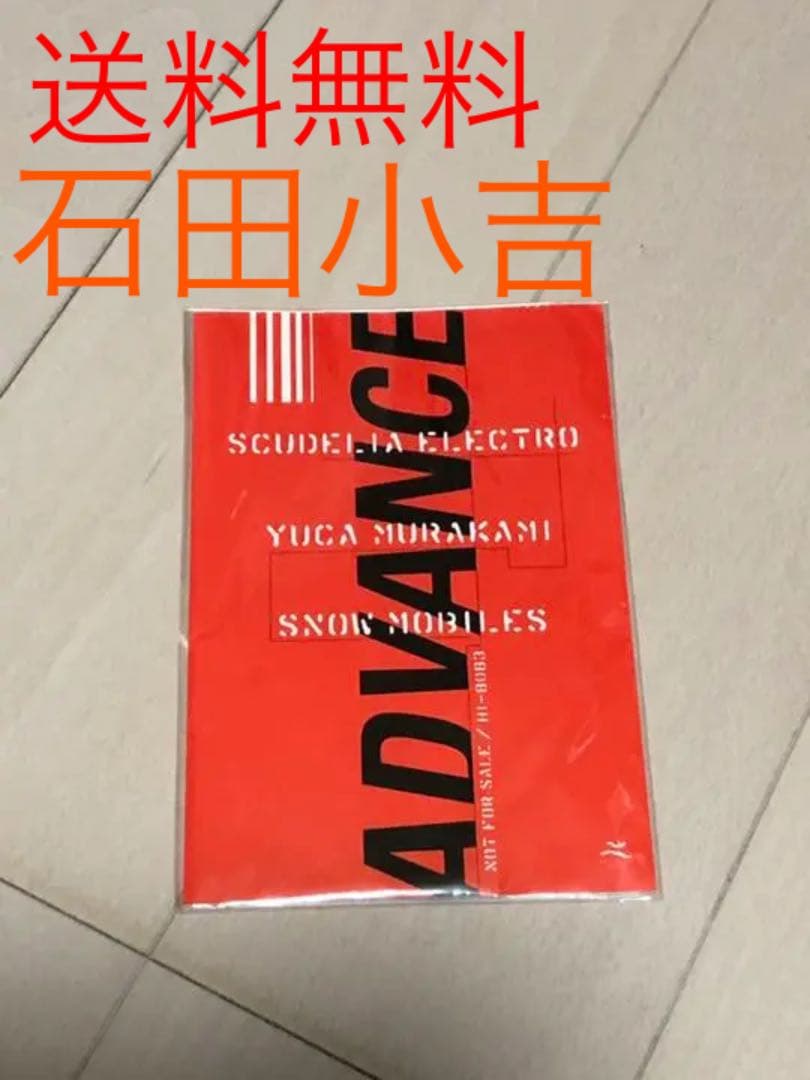 送料無料
石田小吉
ADVANCE
SCUDELIA ELECTRO
YUCA MURAKAMI
SNOW MOBILES
NOT FOR SALE / HI-8083